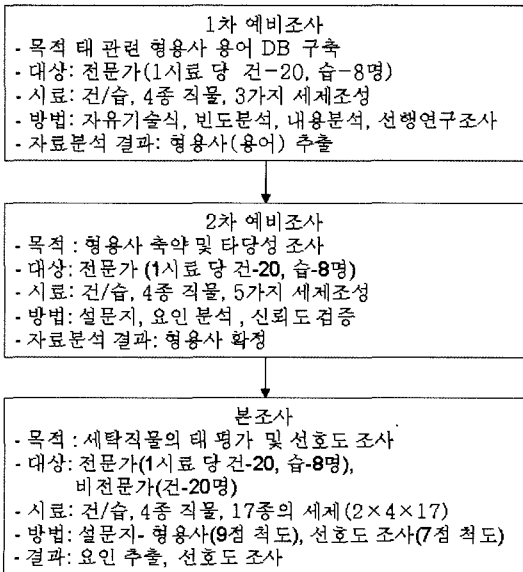 1차 예비조사
- 목적 태 관련 형용사 용어 DB 구축
- 대상: 전문가(1시료 당 건-20, 습-8명)
- 시료: 건/습, 4종 직물, 3가지 세제조성
- 방법: 자유기술식, 빈도분석, 내용분석, 선행연구조사
- 자료분석 결과: 형용사(용어) 추출
2차 예비조사
- 목적 : 형용사 축약 및 타당성 조사
- 대상: 전문가 (1시료 당 건-20, 습-8명)
- 시료: 건/습, 4종 직물, 5가지 세제조성
- 방법: 설문지, 요인 분석 , 신뢰도 검증
- 자료분석 결과: 형용사 확정
본조사
- 목적 : 세탁직물의 태 평가 및 선호도 조사
- 대상: 전문가(1시료 당 건-20, 습-8명),
비전문가(건-20명)
- 시료: 건/습, 4종 직물, 17종의 세제(2×4×17)
- 방법: 설문지- 형용사(9점 척도), 선호도 조사(7점 척도)
- 결과: 요인 추출, 선호도 조사